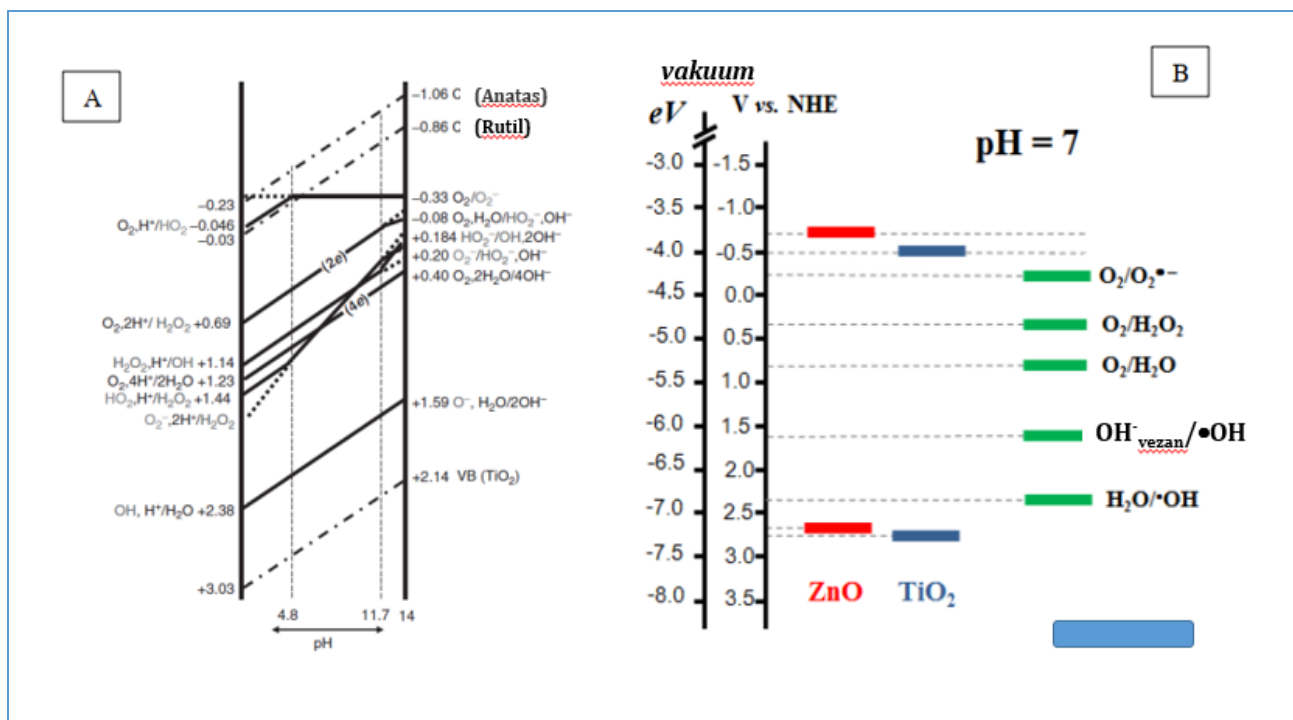 A
−1.06 C (Anatas)
−0.86 C (Rutil)
−0.23
O₂,H⁺/HO₂ −0.046
−0.03
−0.33 O₂/O₂⁻
−0.08 O₂,H₂O/HO₂⁻,OH⁻
+0.184 HO₂⁻/OH,2OH⁻
+0.20 O₂⁻/HO₂⁻,OH⁻
+0.40 O₂,2H₂O/4OH⁻
(2e)
(4e)
O₂,2H⁺/ H₂O₂ +0.69
H₂O₂,H⁺/OH +1.14
O₂,4H⁺/2H₂O +1.23
HO₂,H⁺/H₂O₂ +1.44
O₂⁻,2H⁺/H₂O₂
+1.59 O⁻, H₂O/2OH⁻
+2.14 VB (TiO₂)
OH, H⁺/H₂O +2.38
+3.03
4.8 11.7 14
pH
vakuum
B
eV V vs. NHE
pH = 7
-3.0 -1.5
-3.5 -1.0
-4.0 -0.5
-4.5 0.0
-5.0 0.5
-5.5 1.0
-6.0 1.5
-6.5 2.0
-7.0 2.5
-7.5 3.0
-8.0 3.5
O₂/O₂•−
O₂/H₂O₂
O₂/H₂O
OH⁻vezan/•OH
H₂O/•OH
ZnO TiO₂